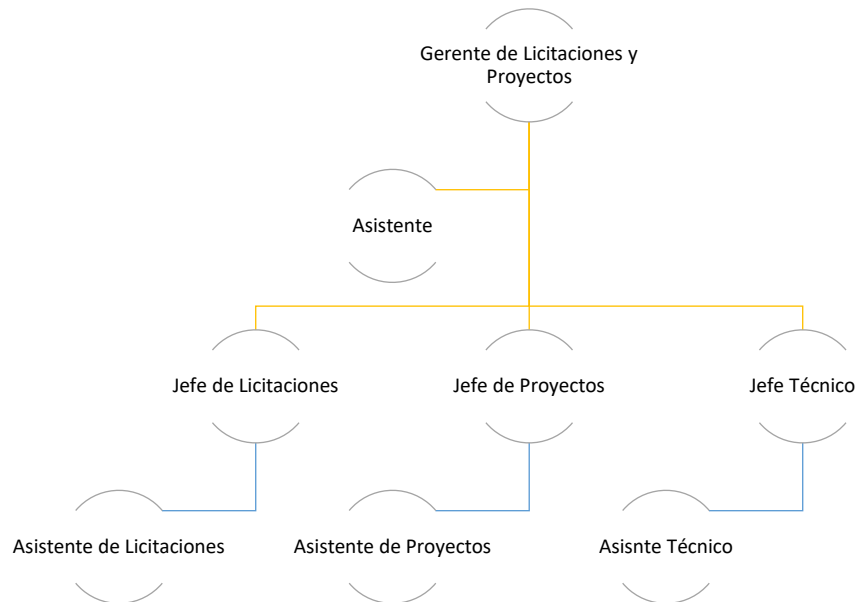 Gerente de Licitaciones y
Proyectos
Asistente
Jefe de Licitaciones
Jefe de Proyectos
Jefe Técnico
Asistente de Licitaciones
Asistente de Proyectos
Asisnte Técnico